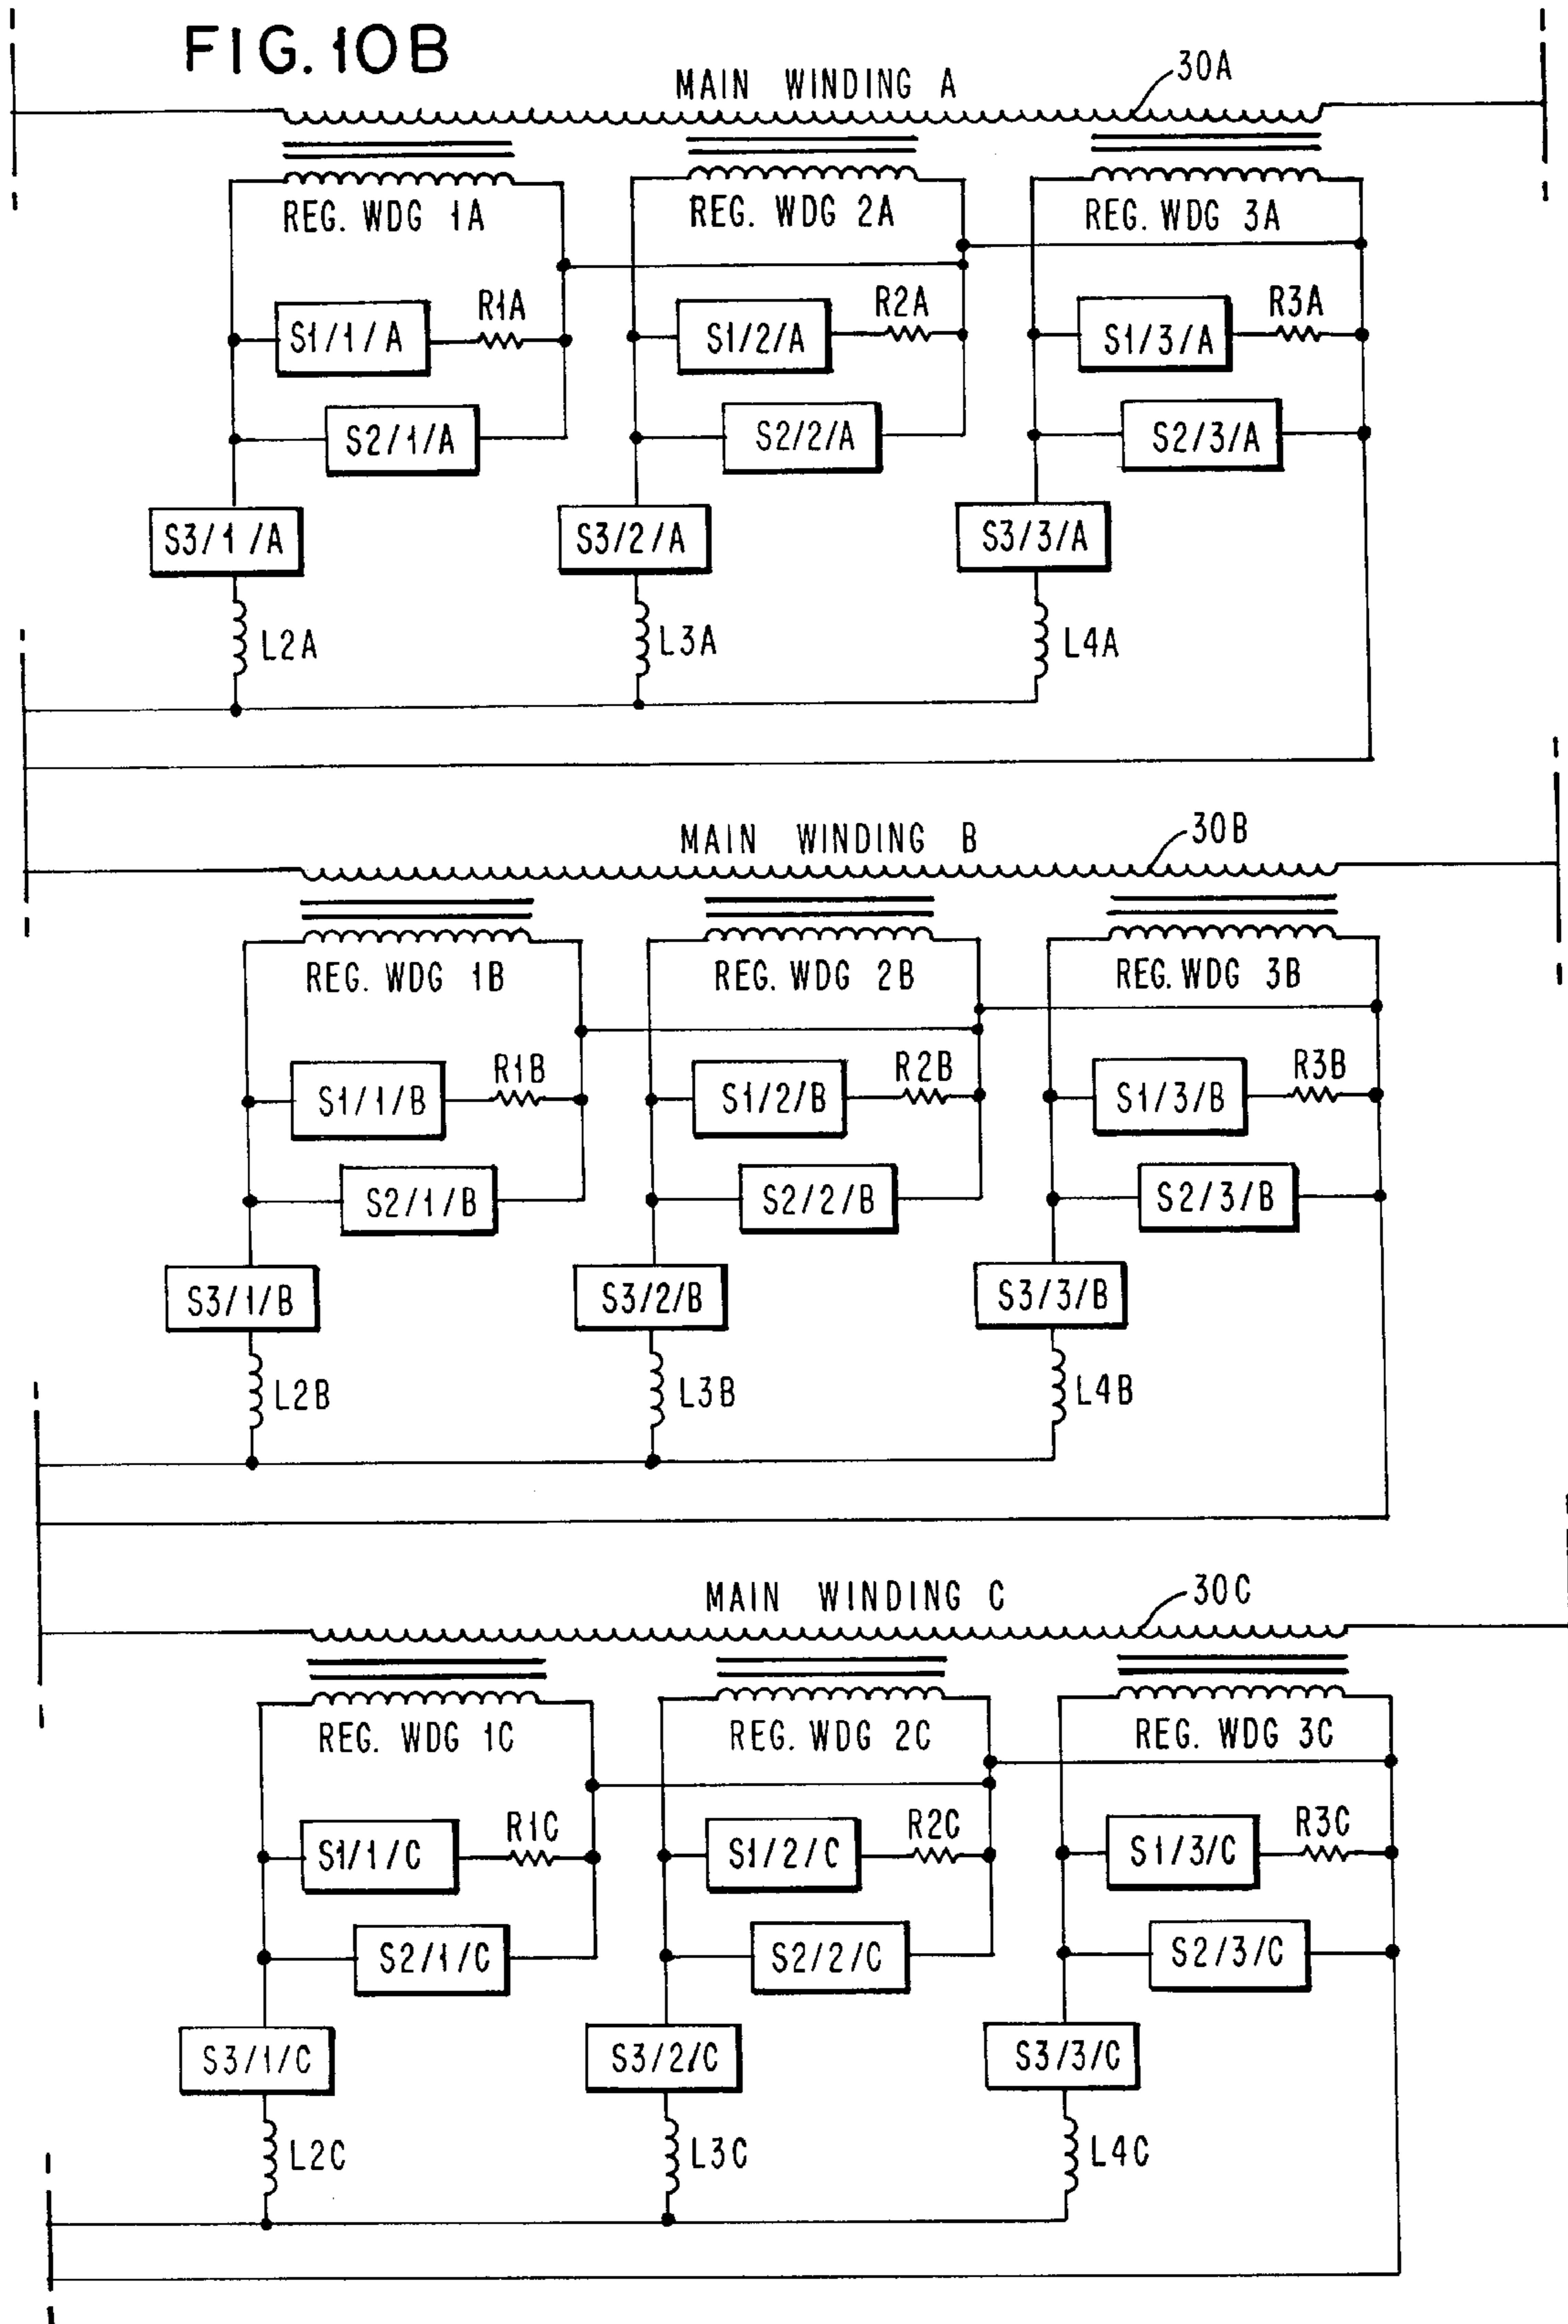 FIG. 10B
MAIN WINDING A
30A
REG. WDG 1A
REG. WDG 2A
REG. WDG 3A
R1A
R2A
R3A
S1/1/A
S1/2/A
S1/3/A
S2/1/A
S2/2/A
S2/3/A
S3/1/A
S3/2/A
S3/3/A
L2A
L3A
L4A
MAIN WINDING B
30B
REG. WDG 1B
REG. WDG 2B
REG. WDG 3B
R1B
R2B
R3B
S1/1/B
S1/2/B
S1/3/B
S2/1/B
S2/2/B
S2/3/B
S3/1/B
S3/2/B
S3/3/B
L2B
L3B
L4B
MAIN WINDING C
30C
REG. WDG 1C
REG. WDG 2C
REG. WDG 3C
R1C
R2C
R3C
S1/1/C
S1/2/C
S1/3/C
S2/1/C
S2/2/C
S2/3/C
S3/1/C
S3/2/C
S3/3/C
L2C
L3C
L4C